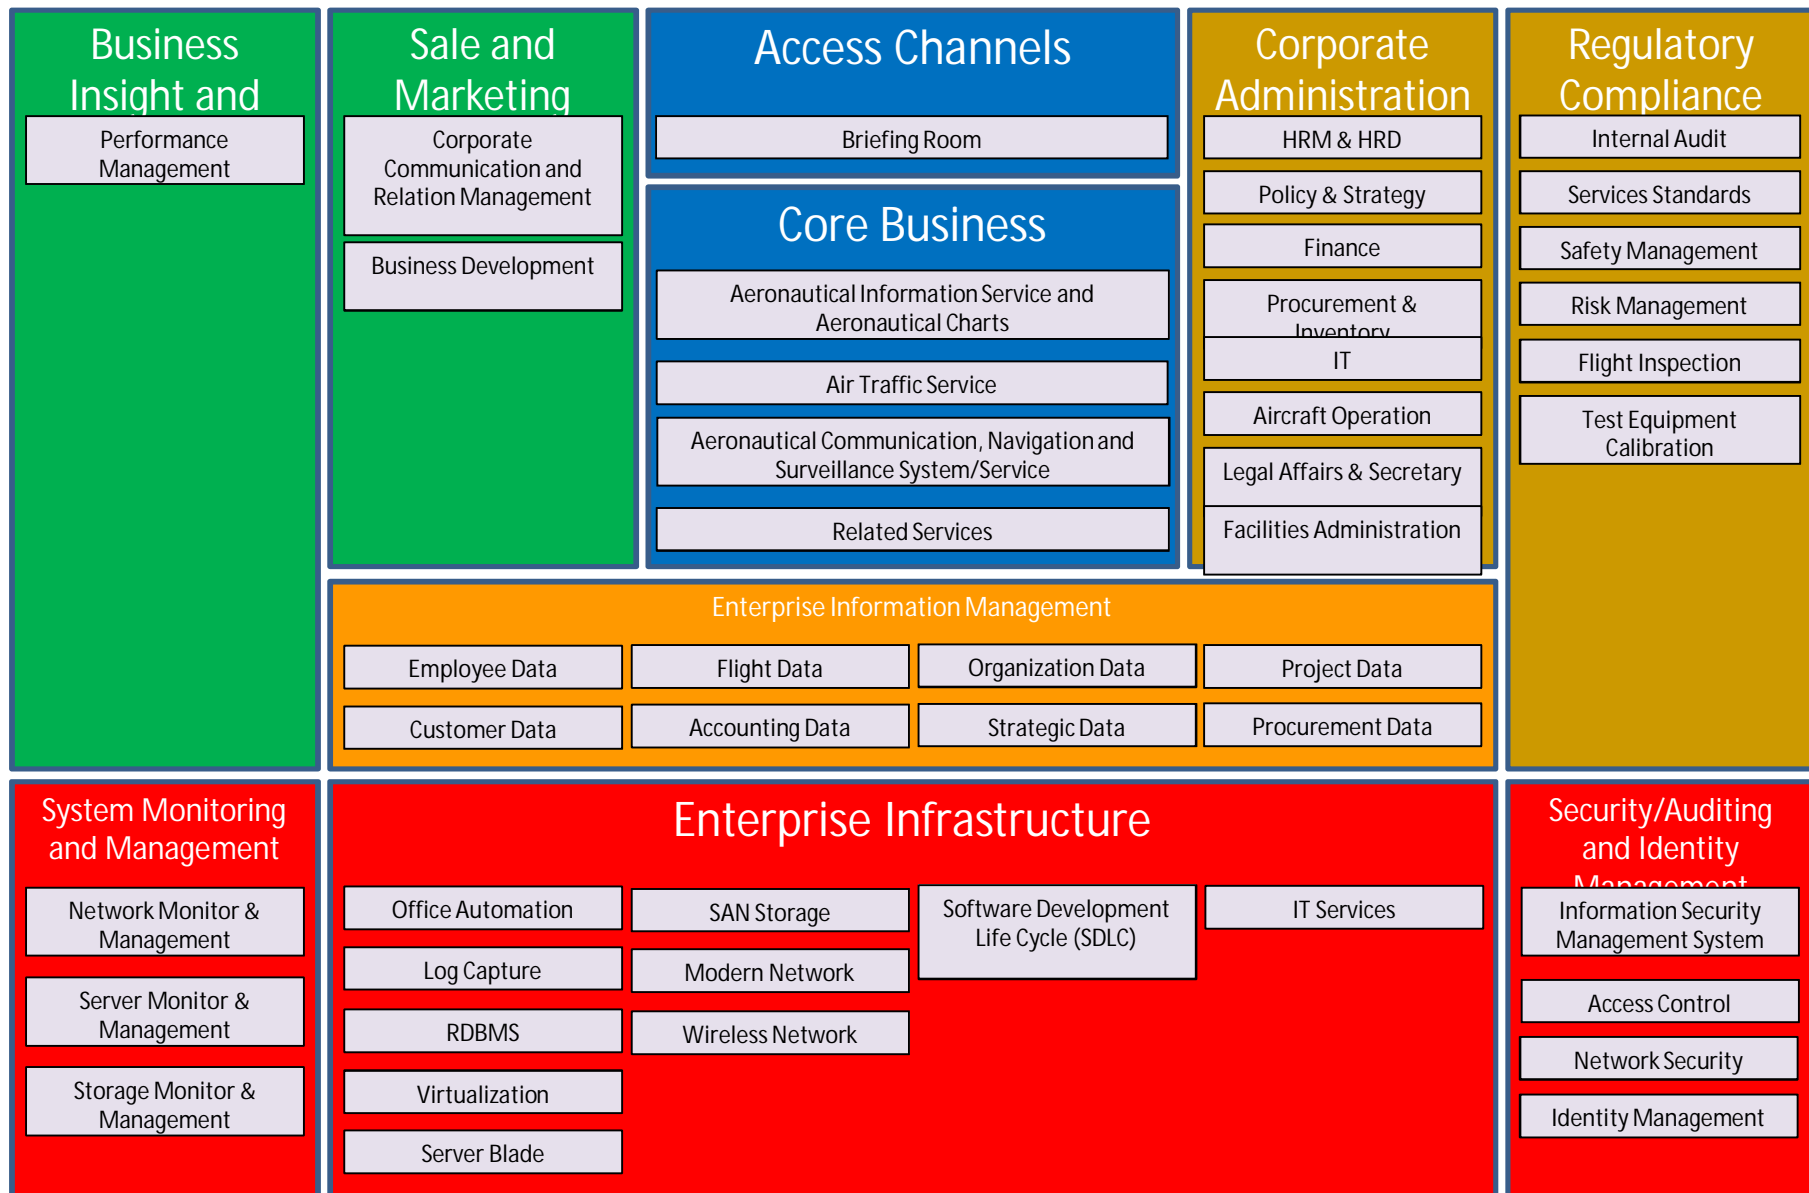 Business
Insight and
Performance
Management
Sale and
Marketing
Corporate
Communication and
Relation Management
Business Development
Access Channels
Briefing Room
Core Business
Aeronautical Information Service and
Aeronautical Charts
Air Traffic Service
Aeronautical Communication, Navigation and
Surveillance System/Service
Related Services
Corporate
Administration
HRM & HRD
Policy & Strategy
Finance
Procurement &
Inventory
IT
Aircraft Operation
Legal Affairs & Secretary
Facilities Administration
Regulatory
Compliance
Internal Audit
Services Standards
Safety Management
Risk Management
Flight Inspection
Test Equipment
Calibration
Enterprise Information Management
Employee Data
Flight Data
Organization Data
Project Data
Customer Data
Accounting Data
Strategic Data
Procurement Data
System Monitoring
and Management
Network Monitor &
Management
Server Monitor &
Management
Storage Monitor &
Management
Enterprise Infrastructure
Office Automation
Log Capture
RDBMS
Virtualization
Server Blade
SAN Storage
Modern Network
Wireless Network
Software Development
Life Cycle (SDLC)
IT Services
Security/Auditing
and Identity
Management
Information Security
Management System
Access Control
Network Security
Identity Management